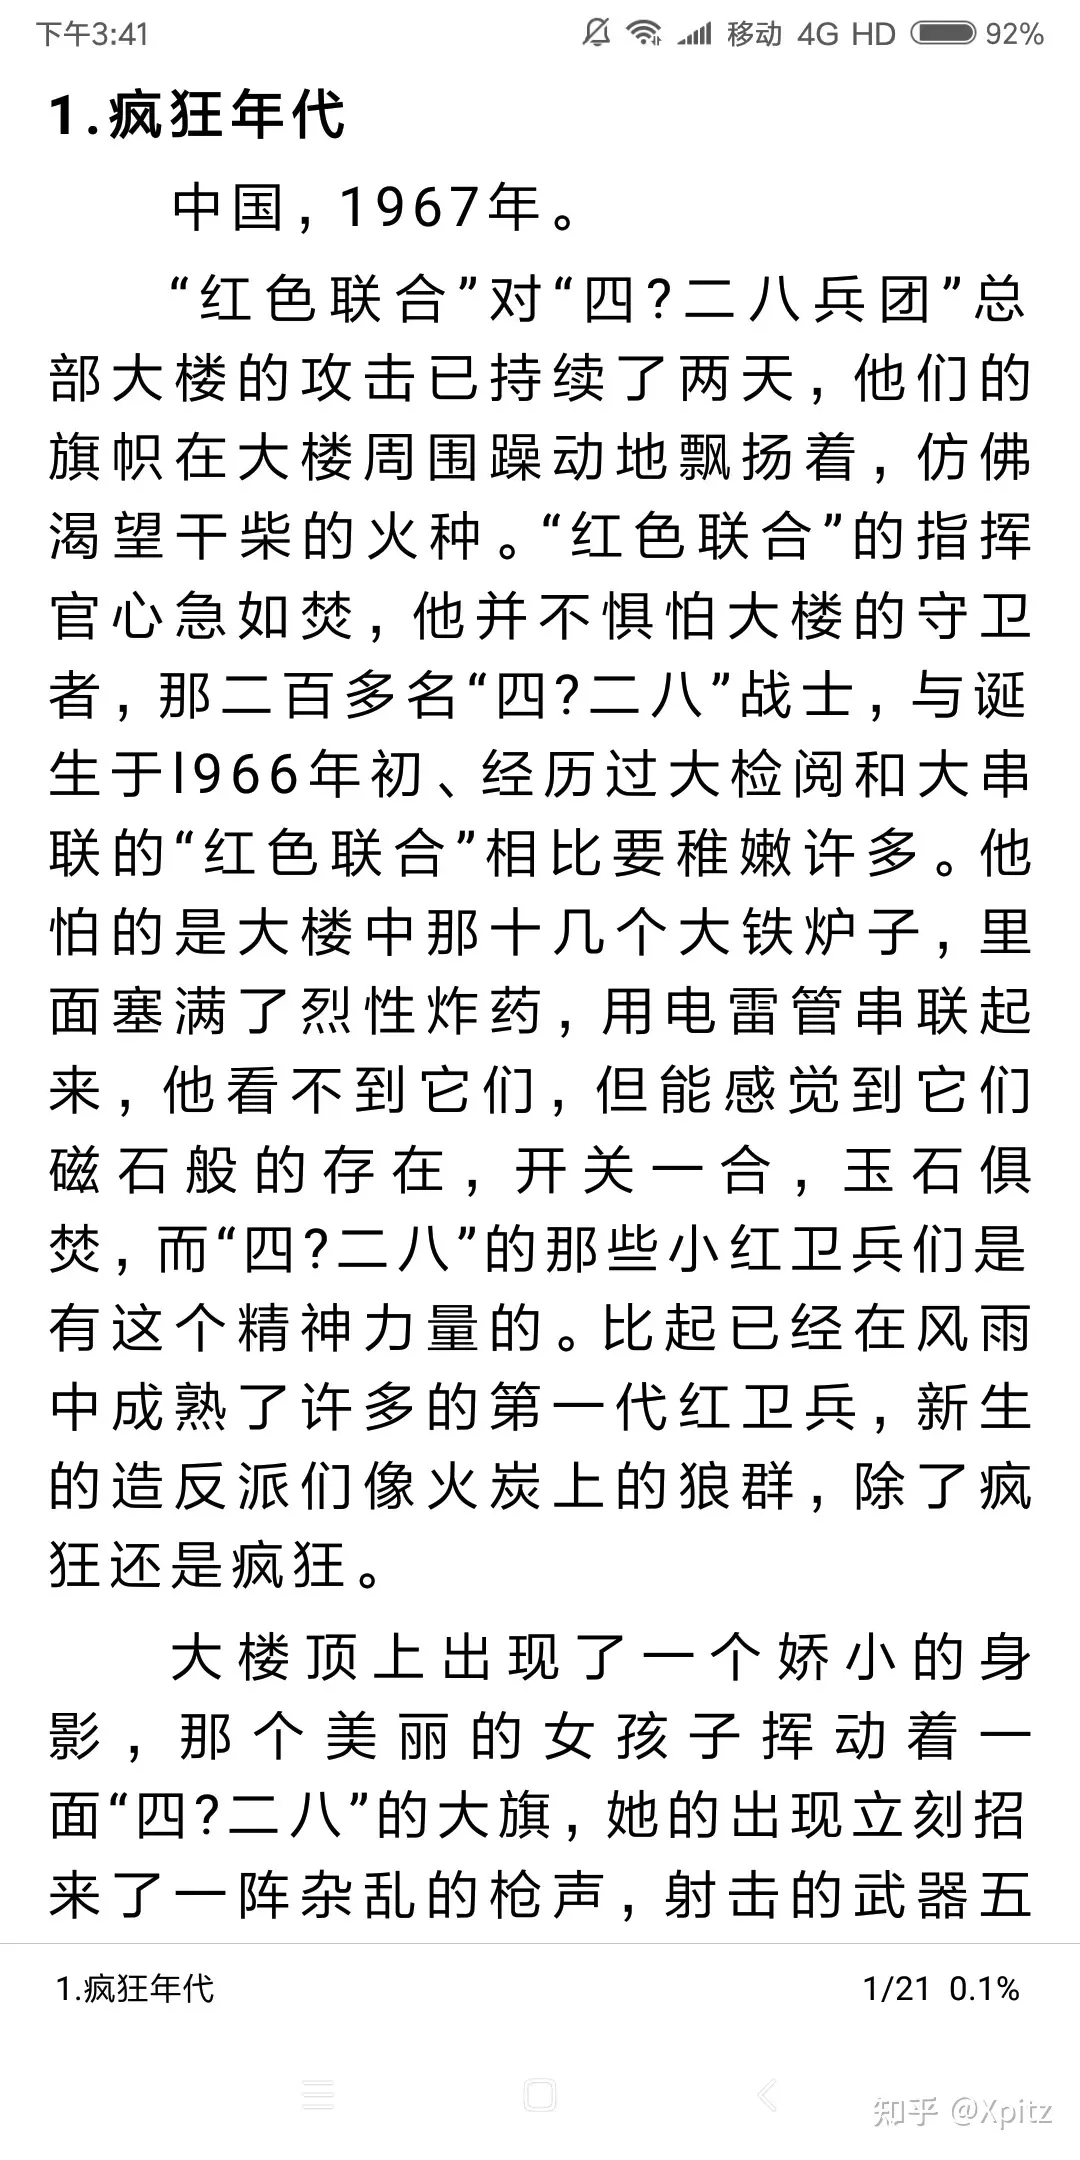 下午3:41 移动 4G HD 92%
1.疯狂年代
中国，1967年。
“红色联合”对“四?二八兵团”总
部大楼的攻击已持续了两天，他们的
旗帜在大楼周围躁动地飘扬着，仿佛
渴望干柴的火种。“红色联合”的指挥
官心急如焚，他并不惧怕大楼的守卫
者，那二百多名“四?二八”战士，与诞
生于l966年初、经历过大检阅和大串
联的“红色联合”相比要稚嫩许多。他
怕的是大楼中那十几个大铁炉子，里
面塞满了烈性炸药，用电雷管串联起
来，他看不到它们，但能感觉到它们
磁石般的存在，开关一合，玉石俱
焚，而“四?二八”的那些小红卫兵们是
有这个精神力量的。比起已经在风雨
中成熟了许多的第一代红卫兵，新生
的造反派们像火炭上的狼群，除了疯
狂还是疯狂。
大楼顶上出现了一个娇小的身
影，那个美丽的女孩子挥动着一
面“四?二八”的大旗，她的出现立刻招
来了一阵杂乱的枪声，射击的武器五
1.疯狂年代 1/21 0.1%
知乎 @Xpitz